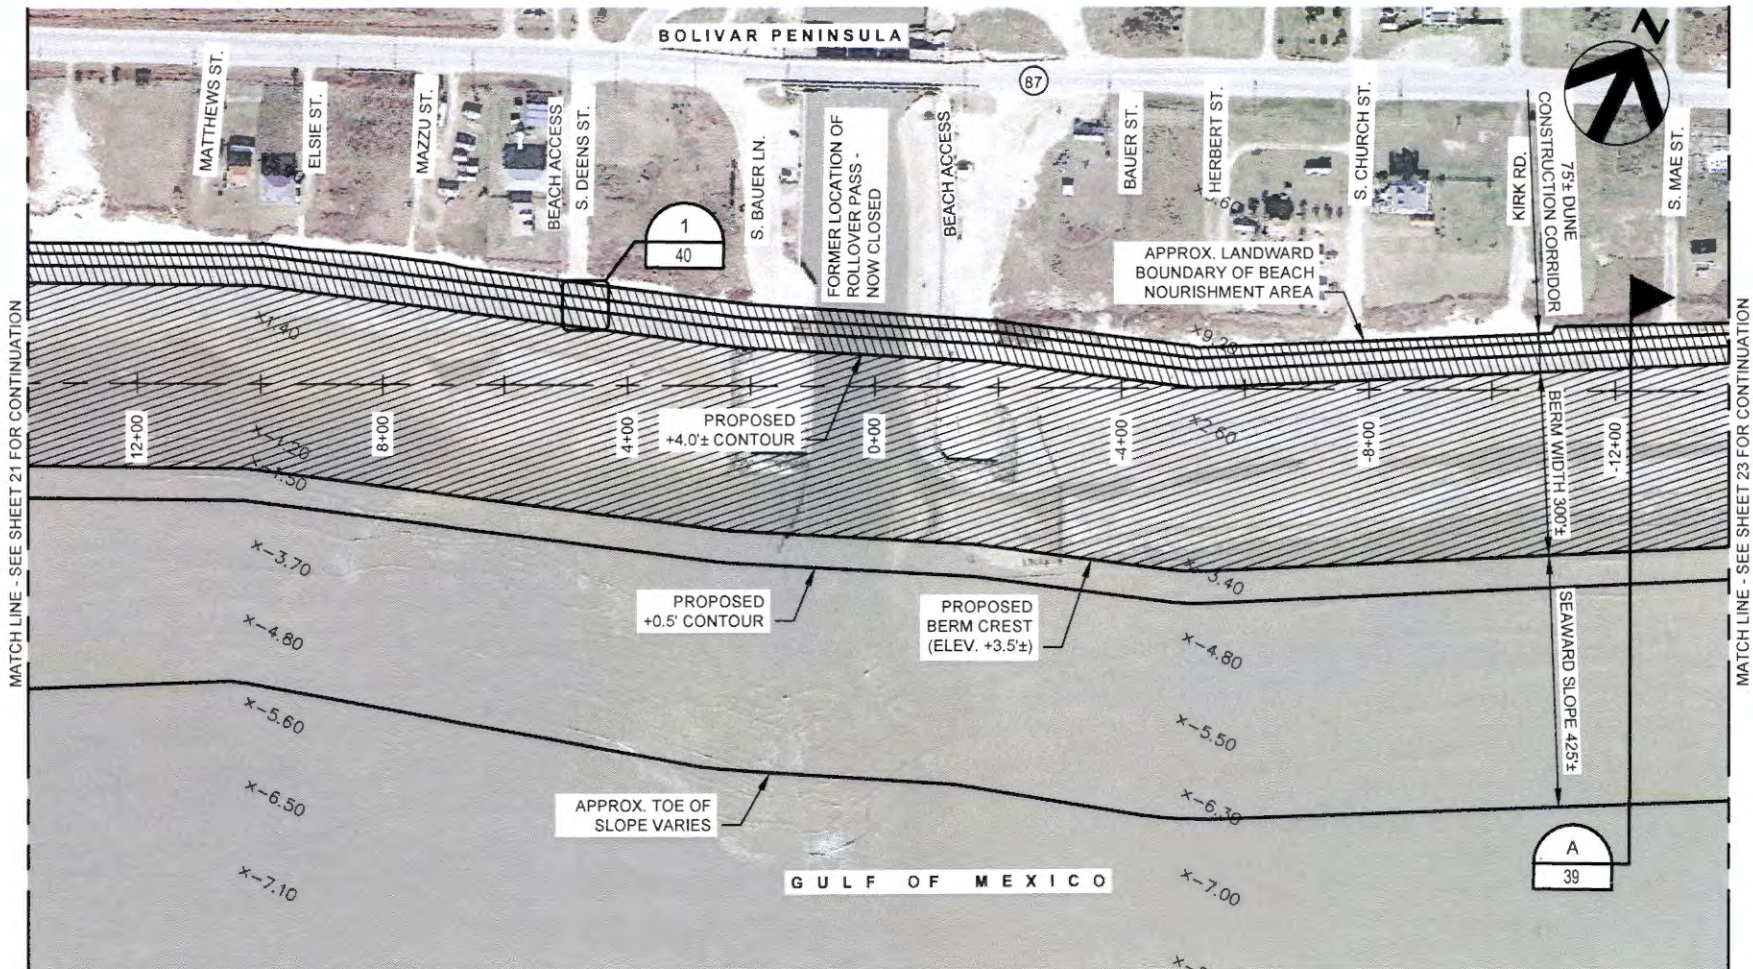 BOLIVAR PENINSULA
N
87
MATTHEWS ST.
ELSIE ST.
MAZZU ST.
BEACH ACCESS
S. DEENS ST.
S. BAUER LN.
FORMER LOCATION OF
ROLLOVER PASS -
NOW CLOSED
BEACH ACCESS
BAUER ST.
HERBERT ST.
S. CHURCH ST.
KIRK RD.
75'± DUNE
CONSTRUCTION CORRIDOR
S. MAE ST.
1
40
APPROX. LANDWARD
BOUNDARY OF BEACH
NOURISHMENT AREA
MATCH LINE - SEE SHEET 21 FOR CONTINUATION
MATCH LINE - SEE SHEET 23 FOR CONTINUATION
x1.40
x9.20
12+00
8+00
4+00
PROPOSED
+4.0'± CONTOUR
0+00
-4+00
-8+00
-12+00
x-1.20
x2.60
BERM WIDTH 300'±
x-3.70
PROPOSED
+0.5' CONTOUR
PROPOSED
BERM CREST
(ELEV. +3.5'±)
x-4.80
x-4.80
SEAWARD SLOPE 425'±
x-5.60
x-5.50
x-6.50
x-6.30
APPROX. TOE OF
SLOPE VARIES
A
39
x-7.10
x-7.00
GULF OF MEXICO